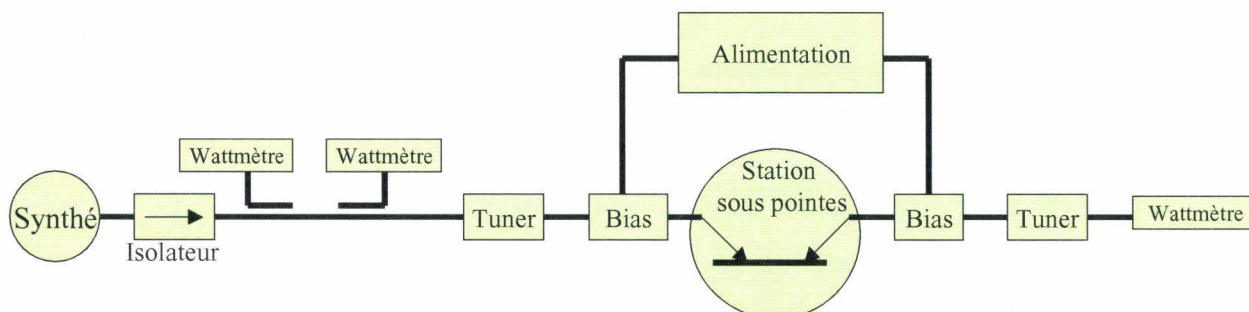 Alimentation
Wattmètre
Wattmètre
Station
sous pointes
Synthé
Isolateur
Tuner
Bias
Bias
Tuner
Wattmètre